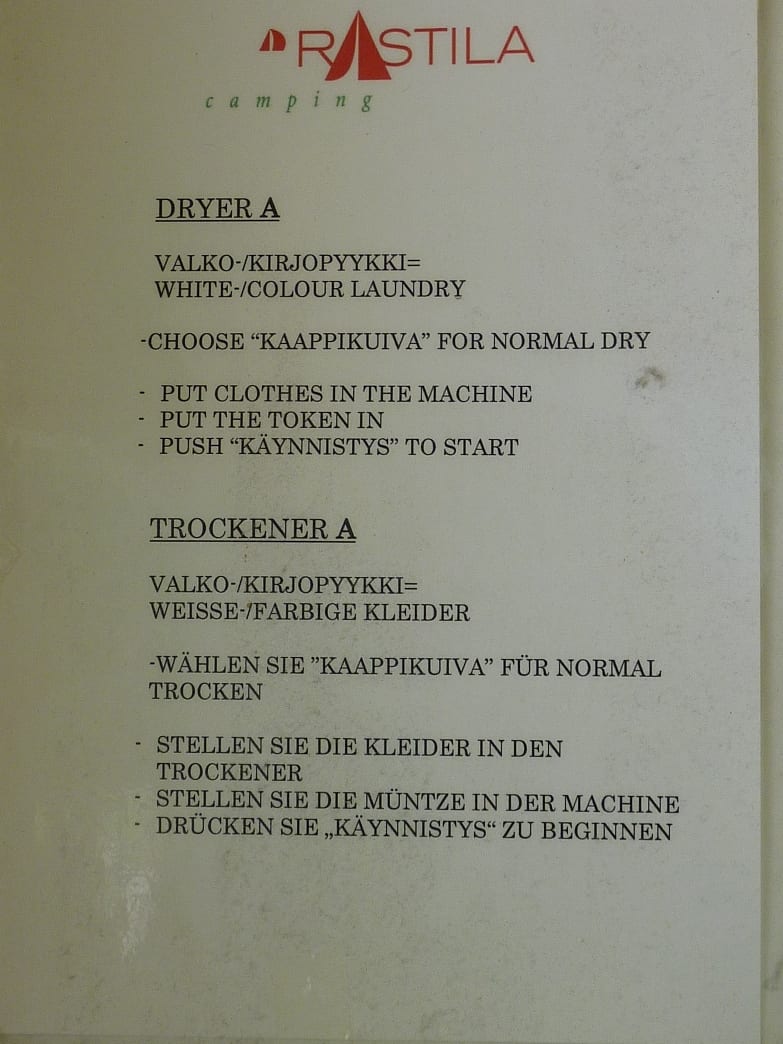 RASTILA
camping
DRYER A
VALKO-/KIRJOPYYKKI=
WHITE-/COLOUR LAUNDRY
-CHOOSE “KAAPPIKUIVA” FOR NORMAL DRY
- PUT CLOTHES IN THE MACHINE
- PUT THE TOKEN IN
- PUSH “KÄYNNISTYS” TO START
TROCKENER A
VALKO-/KIRJOPYYKKI=
WEISSE-/FARBIGE KLEIDER
-WÄHLEN SIE ”KAAPPIKUIVA” FÜR NORMAL
TROCKEN
- STELLEN SIE DIE KLEIDER IN DEN
TROCKENER
- STELLEN SIE DIE MÜNTZE IN DER MACHINE
- DRÜCKEN SIE „KÄYNNISTYS“ ZU BEGINNEN